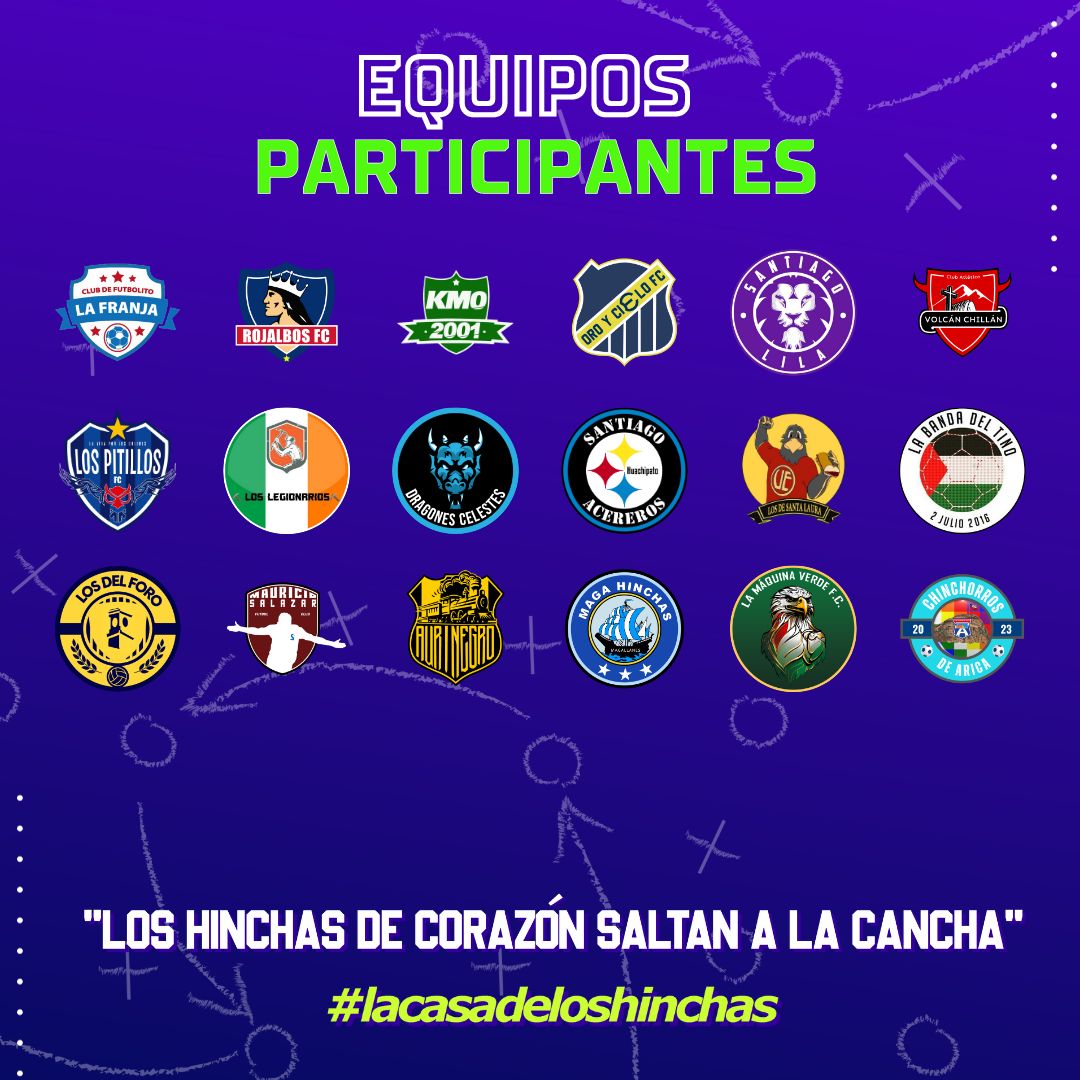 EQUIPOS
PARTICIPANTES
CLUB DE FUTBOLITO
LA FRANJA
ROJALBOS FC
KMO
2001
ORO Y CIELO FC
SANTIAGO
LILA
Club Atlético
VOLCÁN CHILLÁN
LOS PITILLOS
FC
LOS LEGIONARIOS
DRAGONES CELESTES
SANTIAGO
Huachipato
ACEREROS
UE
LOS DE SANTA LAURA
LA BANDA DEL TINO
2 JULIO 2016
LOS DEL FORO
MAURICIO
SALAZAR
S
AURINEGRO
MAGA HINCHAS
MAGALLANES
LA MÁQUINA VERDE F.C.
CHINCHORROS
20 23
DE ARICA
"LOS HINCHAS DE CORAZÓN SALTAN A LA CANCHA"
#lacasadeloshinchas